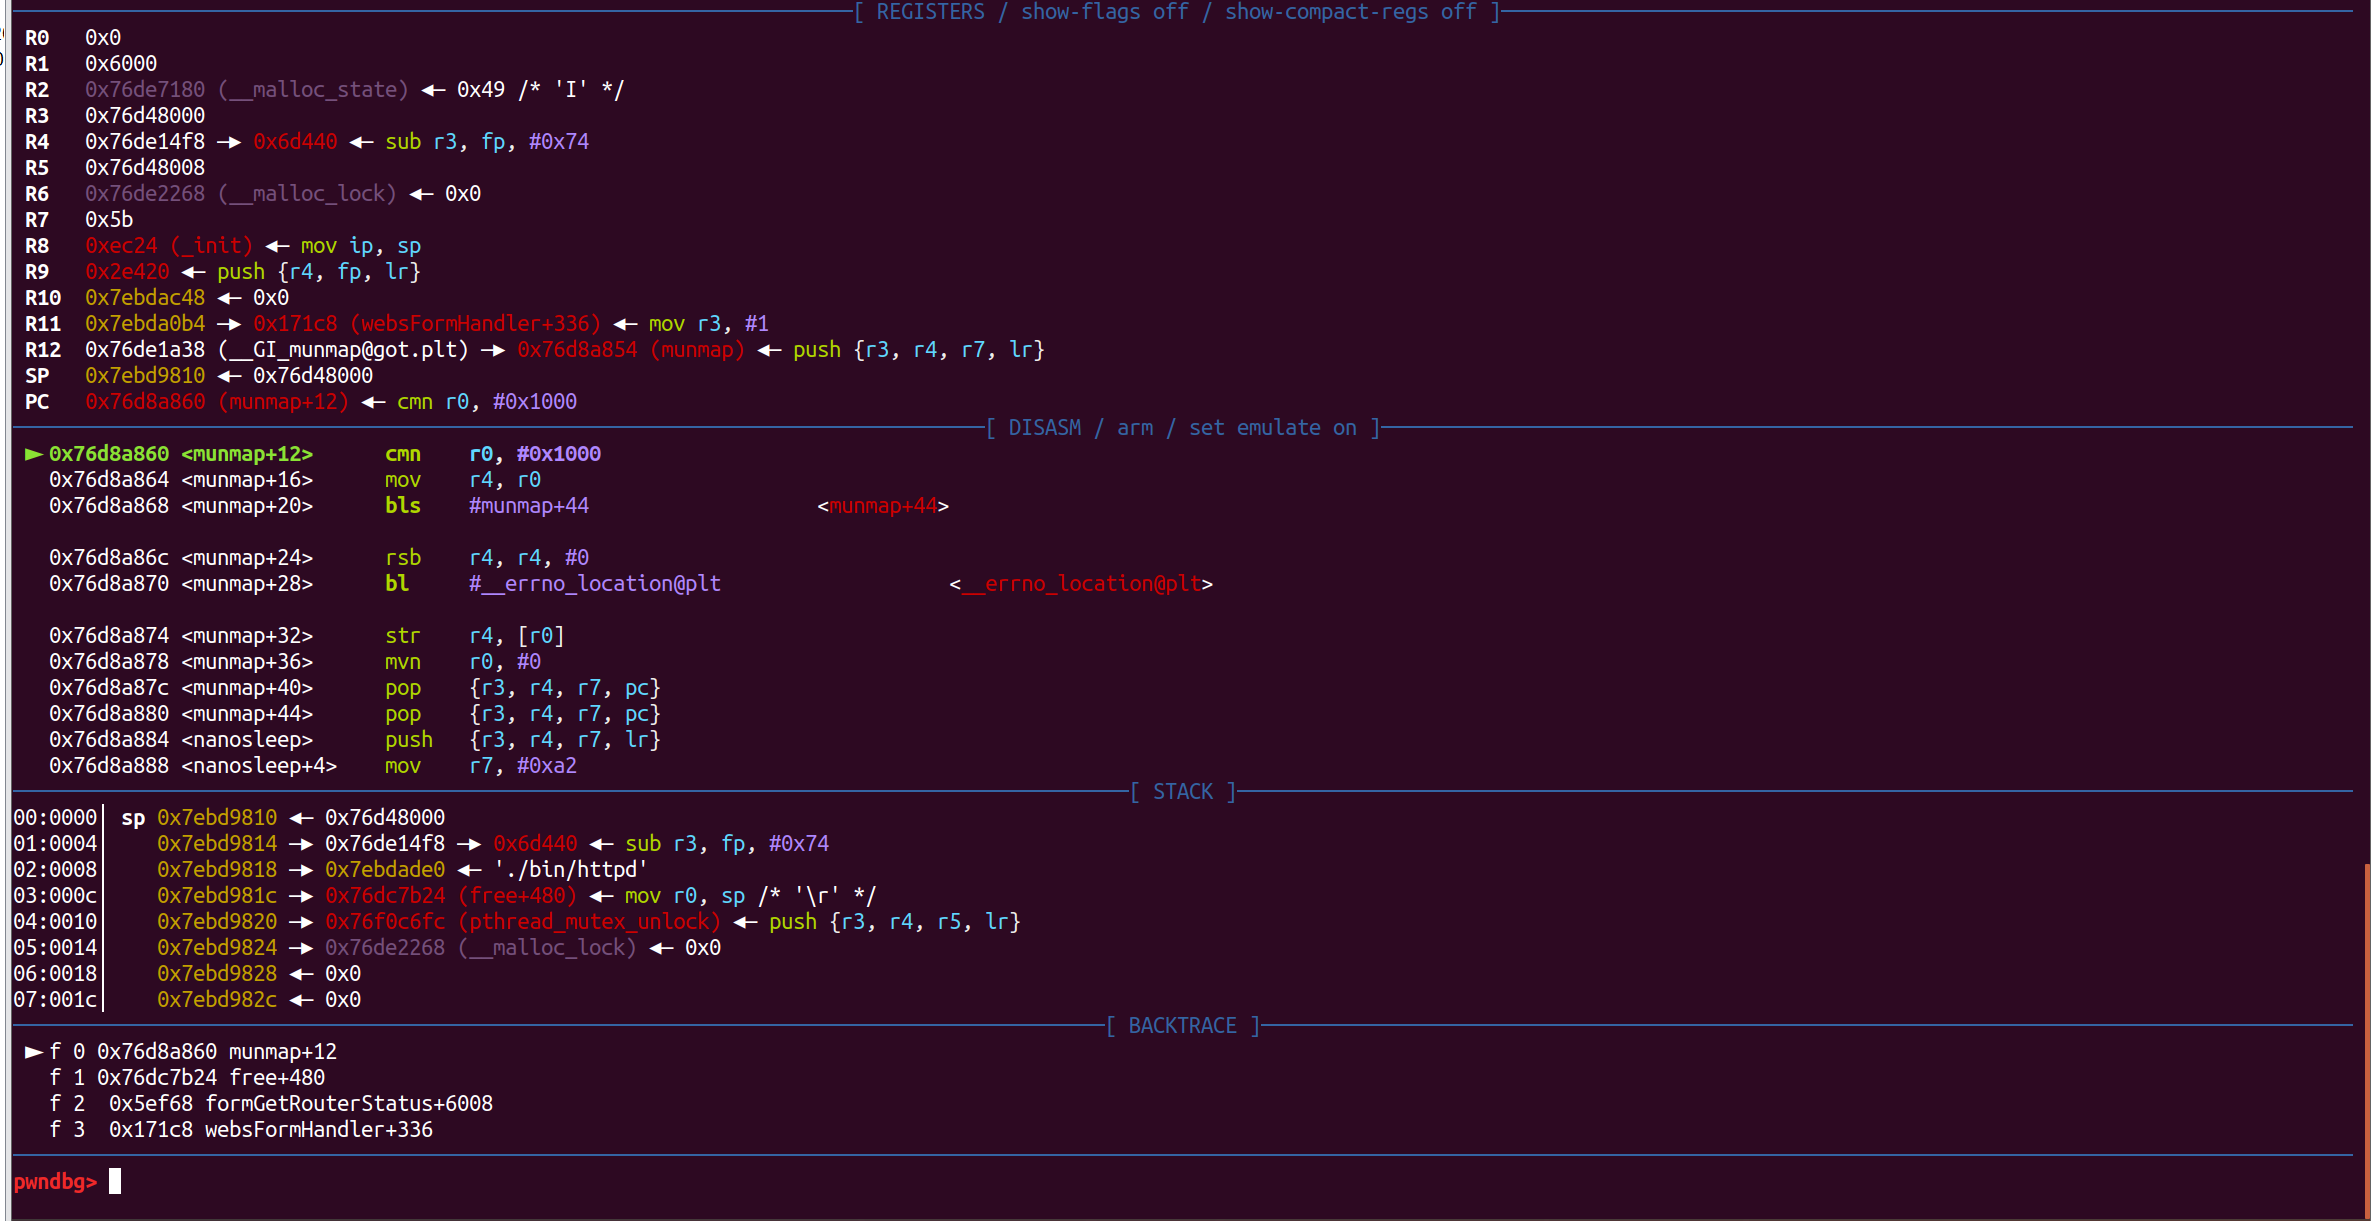 [ REGISTERS / show-flags off / show-compact-regs off ]
R0   0x0
R1   0x6000
R2   0x76de7180 (__malloc_state) ◂— 0x49 /* 'I' */
R3   0x76d48000
R4   0x76de14f8 —▸ 0x6d440 ◂— sub r3, fp, #0x74
R5   0x76d48008
R6   0x76de2268 (__malloc_lock) ◂— 0x0
R7   0x5b
R8   0xec24 (_init) ◂— mov ip, sp
R9   0x2e420 ◂— push {r4, fp, lr}
R10  0x7ebdac48 ◂— 0x0
R11  0x7ebda0b4 —▸ 0x171c8 (websFormHandler+336) ◂— mov r3, #1
R12  0x76de1a38 (__GI_munmap@got.plt) —▸ 0x76d8a854 (munmap) ◂— push {r3, r4, r7, lr}
SP   0x7ebd9810 ◂— 0x76d48000
PC   0x76d8a860 (munmap+12) ◂— cmn r0, #0x1000
[ DISASM / arm / set emulate on ]
► 0x76d8a860 <munmap+12>      cmn    r0, #0x1000
0x76d8a864 <munmap+16>      mov    r4, r0
0x76d8a868 <munmap+20>      bls    #munmap+44                   <munmap+44>
0x76d8a86c <munmap+24>      rsb    r4, r4, #0
0x76d8a870 <munmap+28>      bl     #__errno_location@plt                   <__errno_location@plt>
0x76d8a874 <munmap+32>      str    r4, [r0]
0x76d8a878 <munmap+36>      mvn    r0, #0
0x76d8a87c <munmap+40>      pop    {r3, r4, r7, pc}
0x76d8a880 <munmap+44>      pop    {r3, r4, r7, pc}
0x76d8a884 <nanosleep>      push   {r3, r4, r7, lr}
0x76d8a888 <nanosleep+4>    mov    r7, #0xa2
[ STACK ]
00:0000│ sp 0x7ebd9810 ◂— 0x76d48000
01:0004│    0x7ebd9814 —▸ 0x76de14f8 —▸ 0x6d440 ◂— sub r3, fp, #0x74
02:0008│    0x7ebd9818 —▸ 0x7ebdade0 ◂— './bin/httpd'
03:000c│    0x7ebd981c —▸ 0x76dc7b24 (free+480) ◂— mov r0, sp /* '\r' */
04:0010│    0x7ebd9820 —▸ 0x76f0c6fc (pthread_mutex_unlock) ◂— push {r3, r4, r5, lr}
05:0014│    0x7ebd9824 —▸ 0x76de2268 (__malloc_lock) ◂— 0x0
06:0018│    0x7ebd9828 ◂— 0x0
07:001c│    0x7ebd982c ◂— 0x0
[ BACKTRACE ]
► f 0 0x76d8a860 munmap+12
f 1 0x76dc7b24 free+480
f 2  0x5ef68 formGetRouterStatus+6008
f 3  0x171c8 websFormHandler+336
pwndbg>